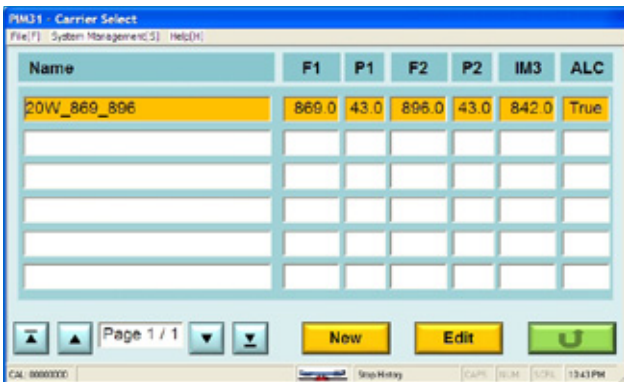 PIM31 - Carrier Select
File[F] System Management[S] Help[H]
Name F1 P1 F2 P2 IM3 ALC
20W_869_896 869.0 43.0 896.0 43.0 842.0 True
Page 1 / 1 New Edit
CAL: 00000000 Stop History CAPS NUM SCRL 13:43 PM